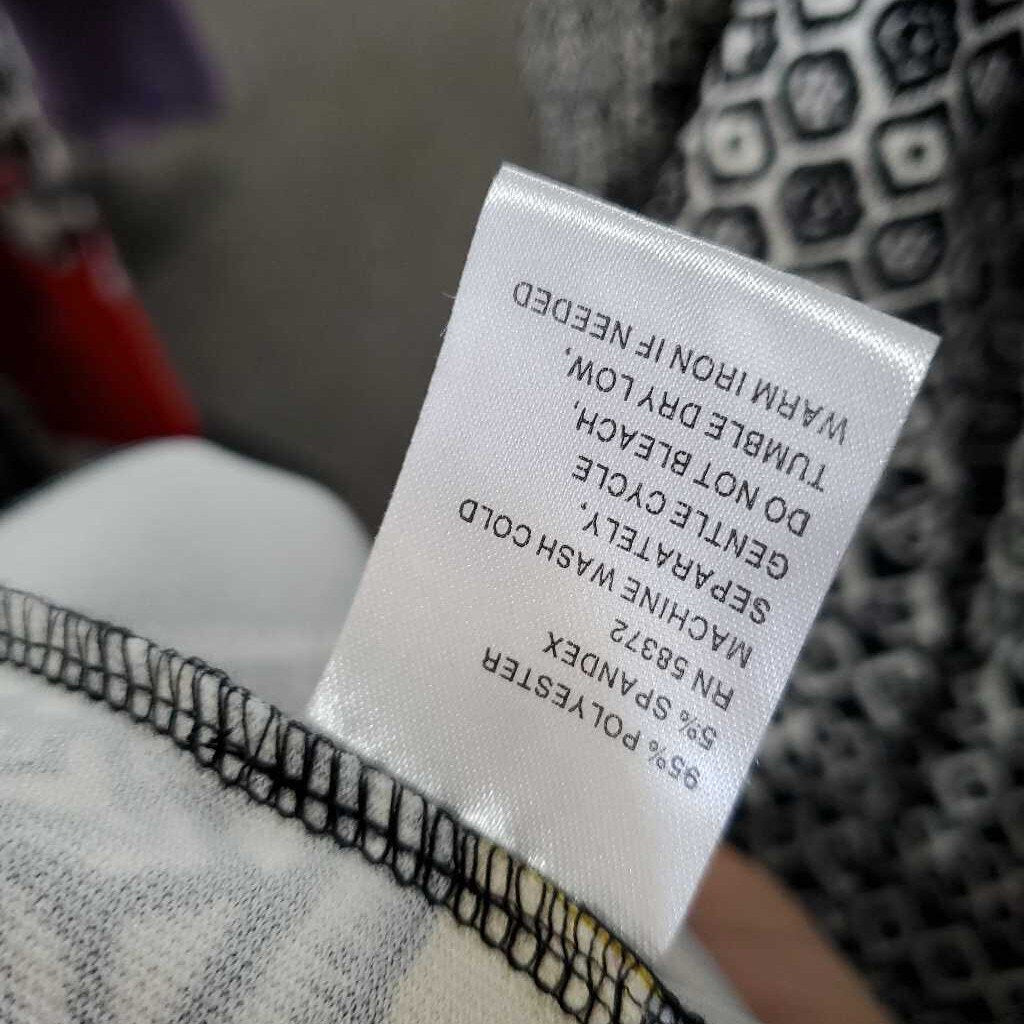 95% POLYESTER
5% SPANDEX
RN 58372
MACHINE WASH COLD
SEPARATELY,
GENTLE CYCLE
DO NOT BLEACH,
TUMBLE DRY LOW,
WARM IRON IF NEEDED